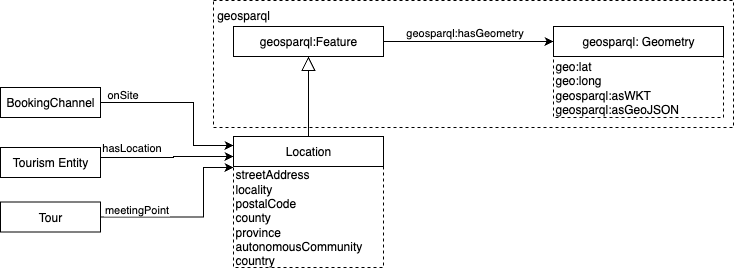 geosparql
geosparql:Feature
geosparql:hasGeometry
geosparql: Geometry
geo:lat
geo:long
geosparql:asWKT
geosparql:asGeoJSON
BookingChannel
onSite
Tourism Entity
hasLocation
Tour
meetingPoint
Location
streetAddress
locality
postalCode
county
province
autonomousCommunity
country